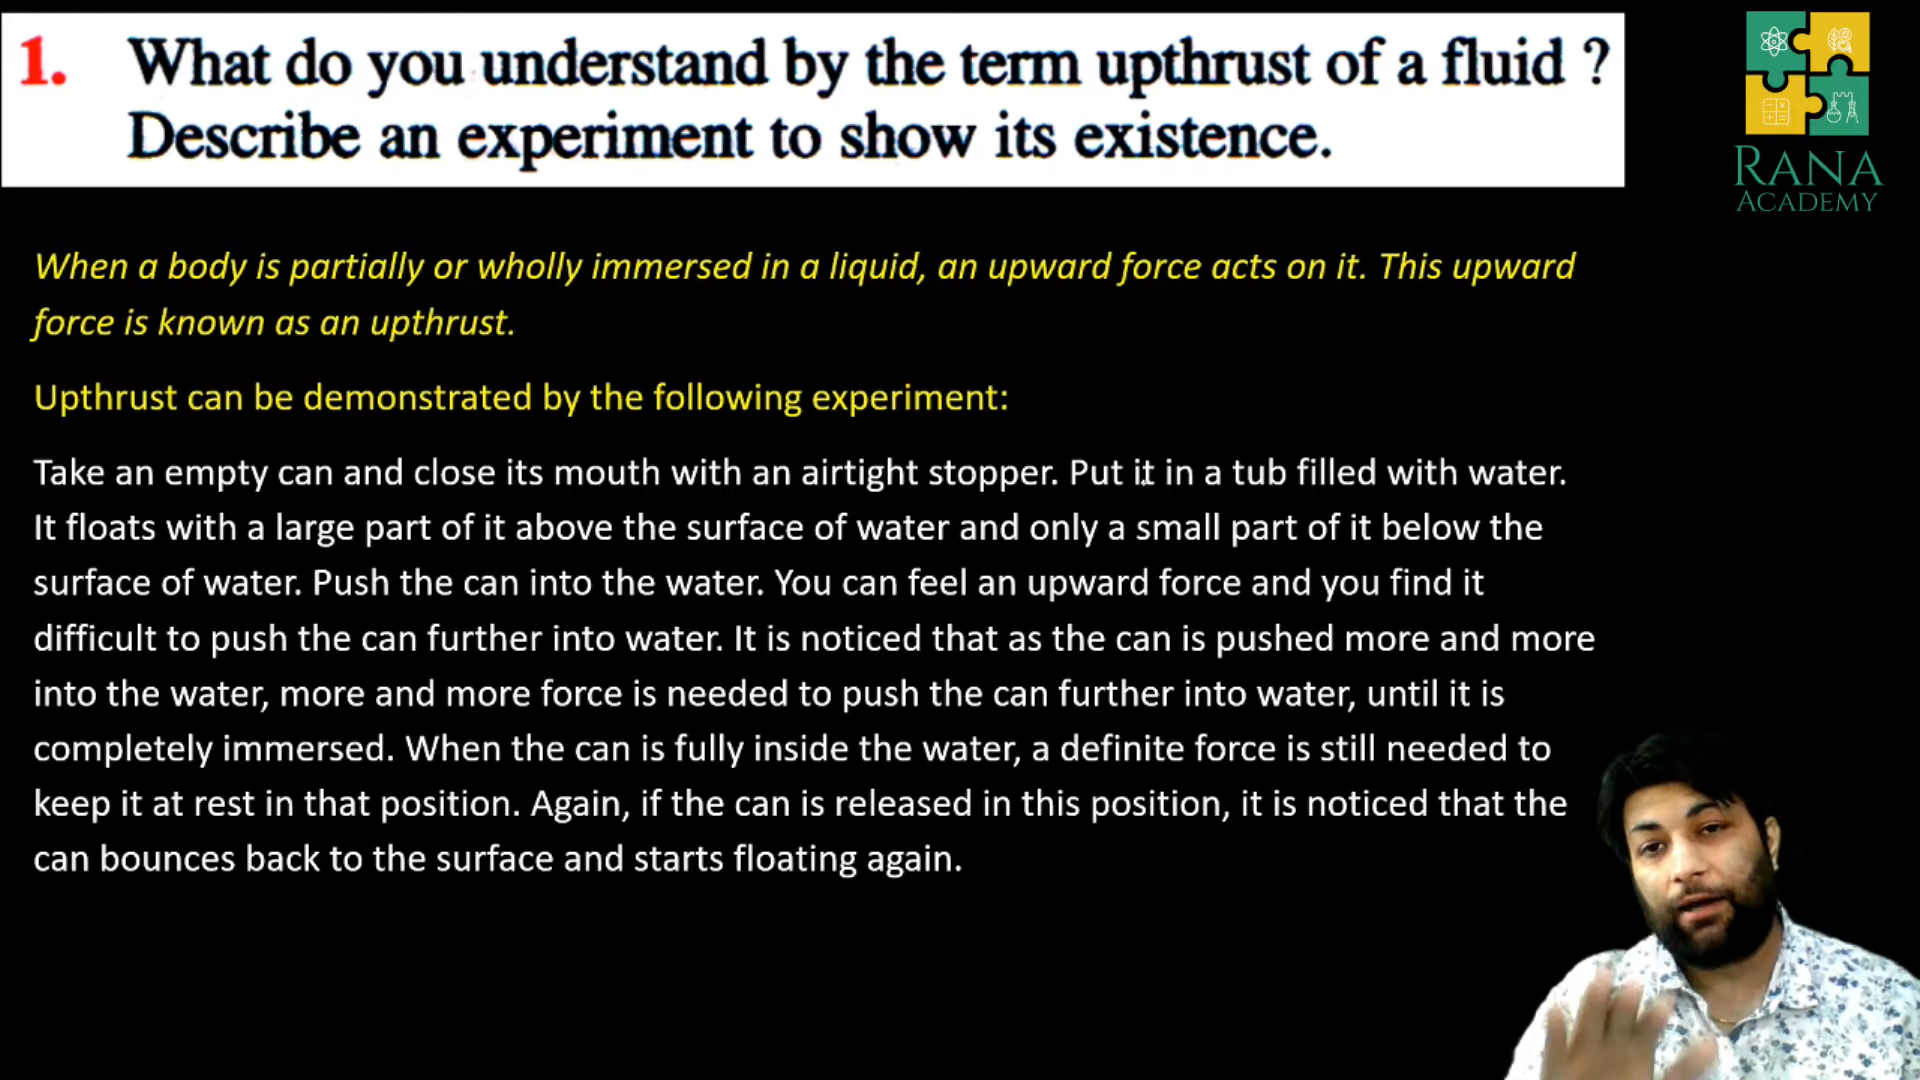 1. What do you understand by the term upthrust of a fluid ?
Describe an experiment to show its existence.
RANA
ACADEMY
When a body is partially or wholly immersed in a liquid, an upward force acts on it. This upward
force is known as an upthrust.
Upthrust can be demonstrated by the following experiment:
Take an empty can and close its mouth with an airtight stopper. Put it in a tub filled with water.
It floats with a large part of it above the surface of water and only a small part of it below the
surface of water. Push the can into the water. You can feel an upward force and you find it
difficult to push the can further into water. It is noticed that as the can is pushed more and more
into the water, more and more force is needed to push the can further into water, until it is
completely immersed. When the can is fully inside the water, a definite force is still needed to
keep it at rest in that position. Again, if the can is released in this position, it is noticed that the
can bounces back to the surface and starts floating again.